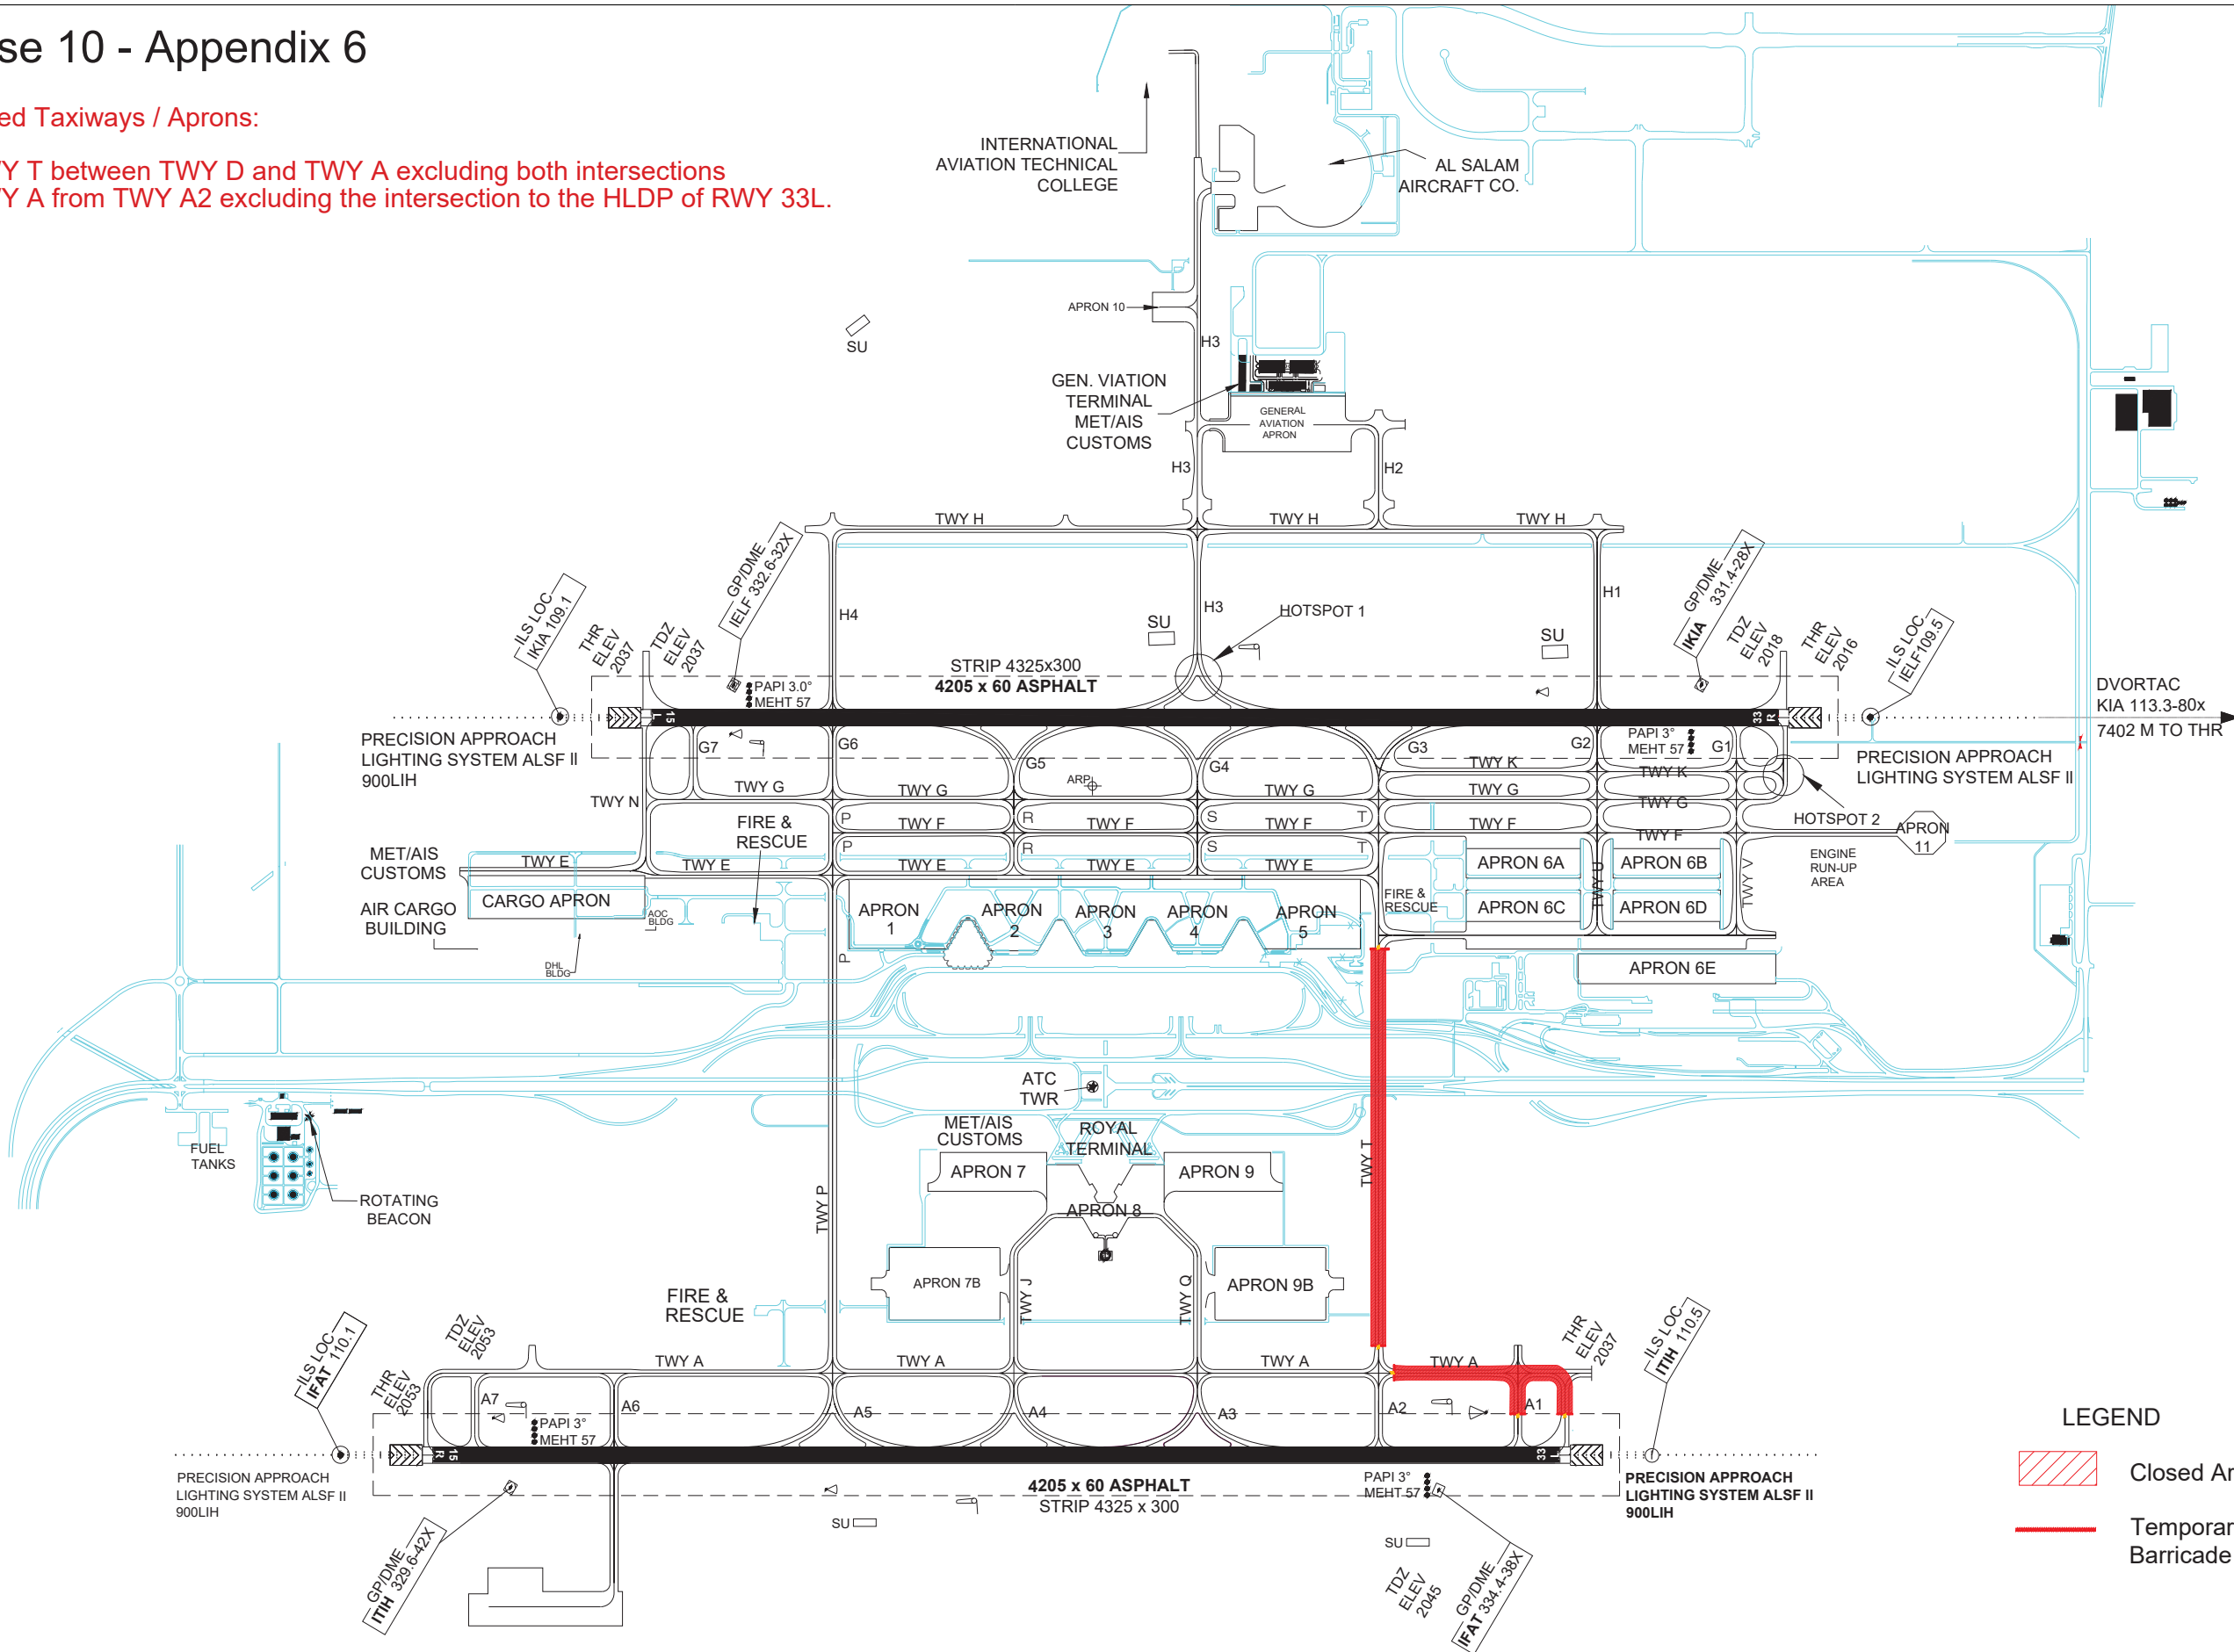 se 10 - Appendix 6
ed Taxiways / Aprons:
Y T between TWY D and TWY A excluding both intersections
Y A from TWY A2 excluding the intersection to the HLDP of RWY 33L.
INTERNATIONAL
AVIATION TECHNICAL
COLLEGE
AL SALAM
AIRCRAFT CO.
APRON 10
SU
H3
GEN. VIATION
TERMINAL
MET/AIS
CUSTOMS
GENERAL
AVIATION
APRON
H3
H2
TWY H
TWY H
TWY H
ILS LOC
IKIA 109.1
THR
ELEV
2037
TDZ
ELEV
2037
GP/DME
IELF 332.6-32X
H4
H3
HOTSPOT 1
SU
SU
H1
GP/DME
331.4-28X
IKIA
TDZ
ELEV
2018
THR
ELEV
2016
ILS LOC
IELF109.5
STRIP 4325x300
4205 x 60 ASPHALT
PAPI 3.0°
MEHT 57
15
L
33
R
DVORTAC
KIA 113.3-80x
7402 M TO THR
PRECISION APPROACH
LIGHTING SYSTEM ALSF II
900LIH
G7
G6
G5
G4
G3
G2
G1
PAPI 3°
MEHT 57
PRECISION APPROACH
LIGHTING SYSTEM ALSF II
TWY K
TWY K
ARP
TWY N
TWY G
TWY G
TWY G
TWY G
TWY G
HOTSPOT 2
APRON
11
FIRE &
RESCUE
P
TWY F
R
TWY F
S
TWY F
T
TWY F
TWY F
ENGINE
RUN-UP
AREA
MET/AIS
CUSTOMS
TWY E
TWY E
P
TWY E
R
TWY E
S
TWY E
T
APRON 6A
APRON 6B
TWY U
TWY V
AIR CARGO
BUILDING
CARGO APRON
AOC
BLDG
DHL
BLDG
P
APRON
1
APRON
2
APRON
3
APRON
4
APRON
5
FIRE &
RESCUE
APRON 6C
APRON 6D
APRON 6E
ATC
TWR
MET/AIS
CUSTOMS
ROYAL
TERMINAL
FUEL
TANKS
ROTATING
BEACON
APRON 7
APRON 9
APRON 8
TWY P
TWY T
APRON 7B
TWY J
TWY Q
APRON 9B
FIRE &
RESCUE
ILS LOC
IFAT 110.1
THR
ELEV
2053
TDZ
ELEV
2053
TWY A
TWY A
TWY A
TWY A
THR
ELEV
2037
ILS LOC
ITIH 110.5
A7
A6
A5
A4
A3
A2
A1
PAPI 3°
MEHT 57
15
R
33
L
PRECISION APPROACH
LIGHTING SYSTEM ALSF II
900LIH
GP/DME
ITIH 329.6-42X
SU
4205 x 60 ASPHALT
STRIP 4325 x 300
PAPI 3°
MEHT 57
SU
TDZ
ELEV
2045
GP/DME
IFAT 334.4-38X
PRECISION APPROACH
LIGHTING SYSTEM ALSF II
900LIH
LEGEND
Closed Ar
Temporar
Barricade